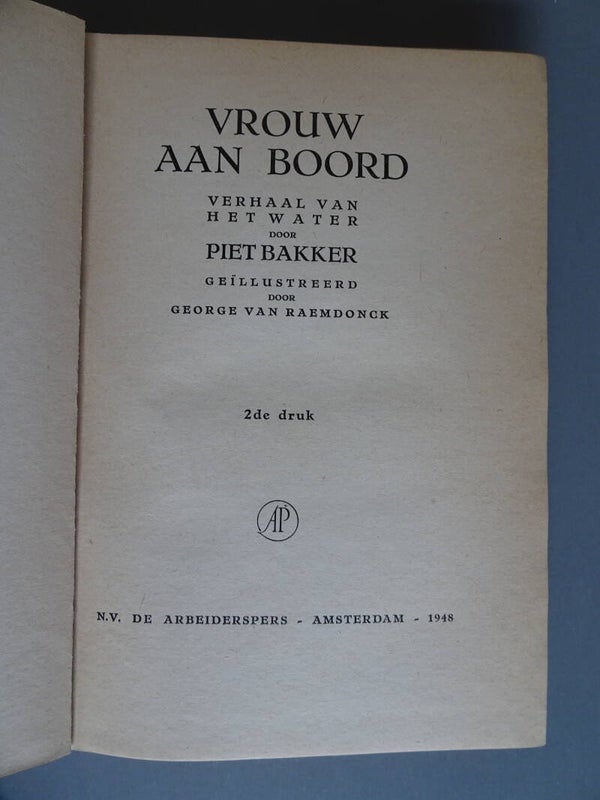 VROUW
AAN BOORD
VERHAAL VAN
HET WATER
DOOR
PIET BAKKER
GEÏLLUSTREERD
DOOR
GEORGE VAN RAEMDONCK
2de druk
AP
N.V. DE ARBEIDERSPERS - AMSTERDAM - 1948